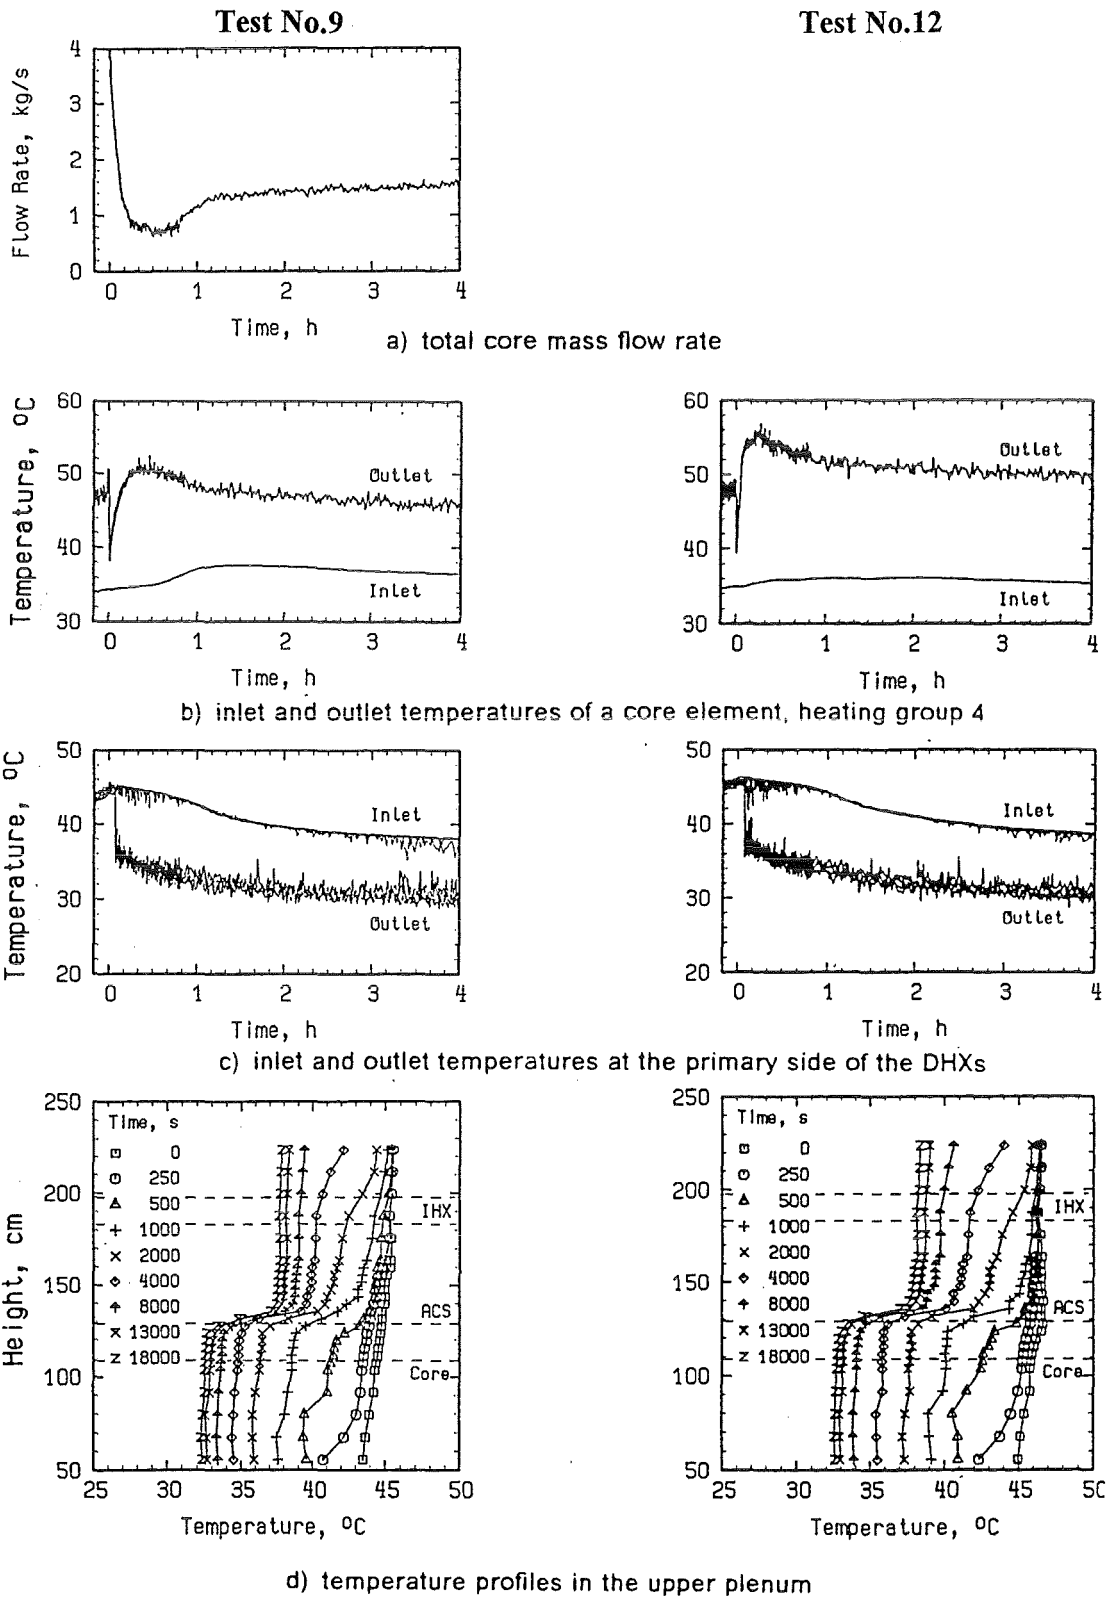 Test No.9
Test No.12
Flow Rate, kg/s
4
3
2
1
0
0 1 2 3 4
Time, h
a) total core mass flow rate
Temperature, ºC
60
50
40
30
Outlet
Inlet
0 1 2 3 4
Time, h
60
50
40
30
Outlet
Inlet
0 1 2 3 4
Time, h
b) inlet and outlet temperatures of a core element, heating group 4
Temperature, ºC
50
40
30
20
Inlet
Outlet
0 1 2 3 4
Time, h
50
40
30
20
Inlet
Outlet
0 1 2 3 4
Time, h
c) inlet and outlet temperatures at the primary side of the DHXs
Height, cm
250
200
150
100
50
Time, s
0
250
500
1000
2000
4000
8000
13000
18000
IHX
ACS
Core
25 30 35 40 45 50
Temperature, ºC
250
200
150
100
50
Time, s
0
250
500
1000
2000
4000
8000
13000
18000
IHX
ACS
Core
25 30 35 40 45 50
Temperature, ºC
d) temperature profiles in the upper plenum